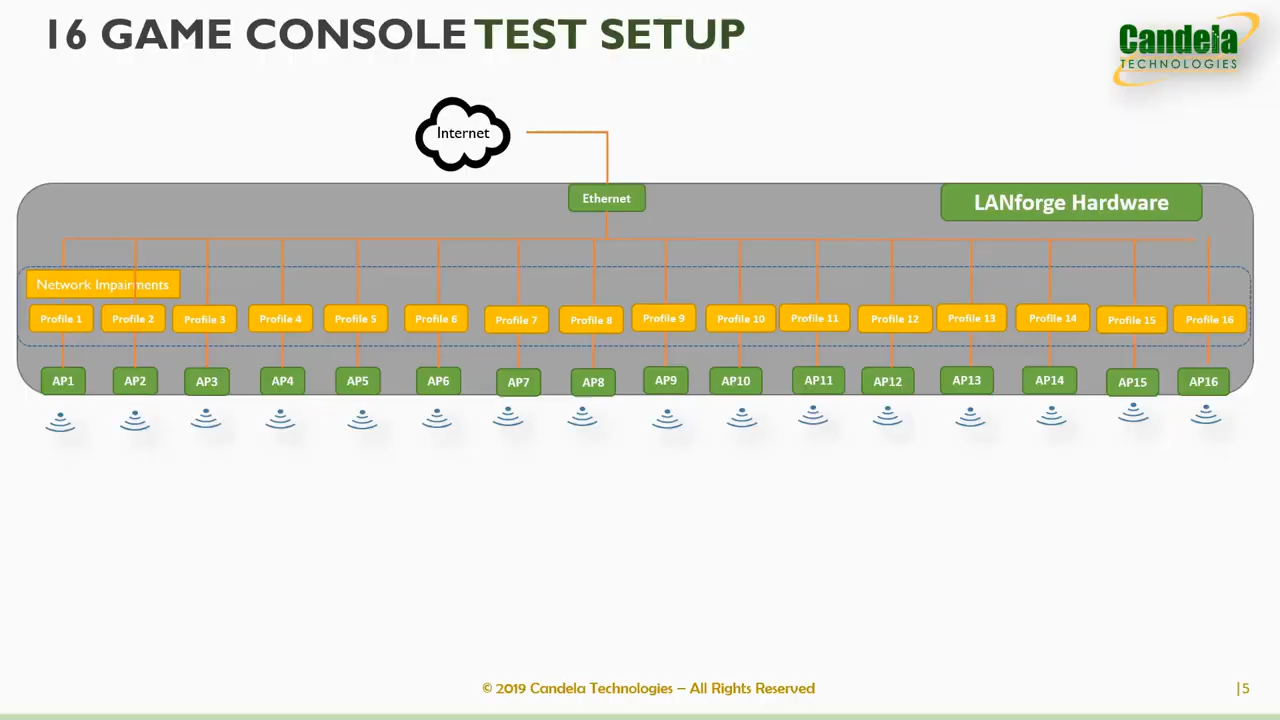 16 GAME CONSOLE TEST SETUP
Candela
TECHNOLOGIES
Internet
Ethernet
LANforge Hardware
Network Impairments
Profile 1 Profile 2 Profile 3 Profile 4 Profile 5 Profile 6 Profile 7 Profile 8 Profile 9 Profile 10 Profile 11 Profile 12 Profile 13 Profile 14 Profile 15 Profile 16
AP1 AP2 AP3 AP4 AP5 AP6 AP7 AP8 AP9 AP10 AP11 AP12 AP13 AP14 AP15 AP16
© 2019 Candela Technologies – All Rights Reserved
|5